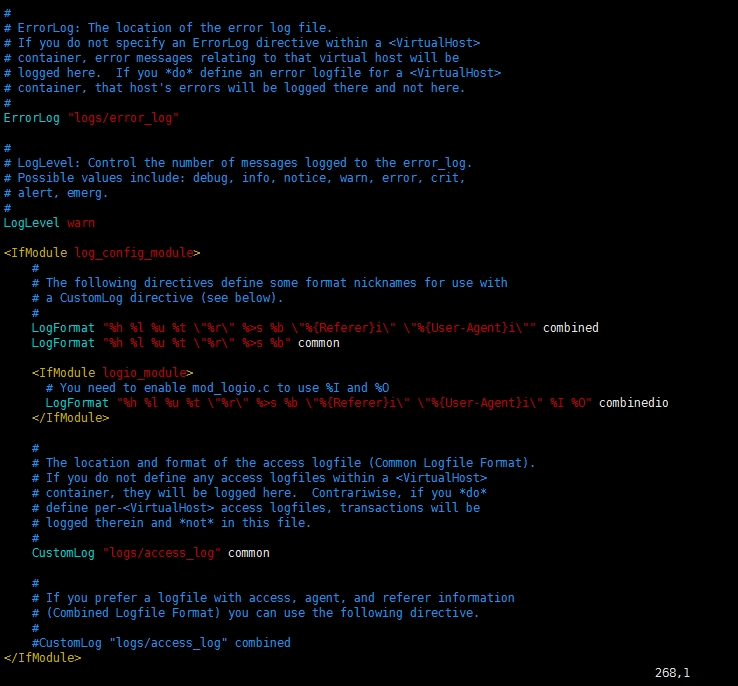 #
# ErrorLog: The location of the error log file.
# If you do not specify an ErrorLog directive within a <VirtualHost>
# container, error messages relating to that virtual host will be
# logged here.  If you *do* define an error logfile for a <VirtualHost>
# container, that host's errors will be logged there and not here.
#
ErrorLog "logs/error_log"

#
# LogLevel: Control the number of messages logged to the error_log.
# Possible values include: debug, info, notice, warn, error, crit,
# alert, emerg.
#
LogLevel warn

<IfModule log_config_module>
    #
    # The following directives define some format nicknames for use with
    # a CustomLog directive (see below).
    #
    LogFormat "%h %l %u %t \"%r\" %>s %b \"%{Referer}i\" \"%{User-Agent}i\"" combined
    LogFormat "%h %l %u %t \"%r\" %>s %b" common

    <IfModule logio_module>
      # You need to enable mod_logio.c to use %I and %O
      LogFormat "%h %l %u %t \"%r\" %>s %b \"%{Referer}i\" \"%{User-Agent}i\" %I %O" combinedio
    </IfModule>

    #
    # The location and format of the access logfile (Common Logfile Format).
    # If you do not define any access logfiles within a <VirtualHost>
    # container, they will be logged here.  Contrariwise, if you *do*
    # define per-<VirtualHost> access logfiles, transactions will be
    # logged therein and *not* in this file.
    #
    CustomLog "logs/access_log" common

    #
    # If you prefer a logfile with access, agent, and referer information
    # (Combined Logfile Format) you can use the following directive.
    #
    #CustomLog "logs/access_log" combined
</IfModule>
268,1